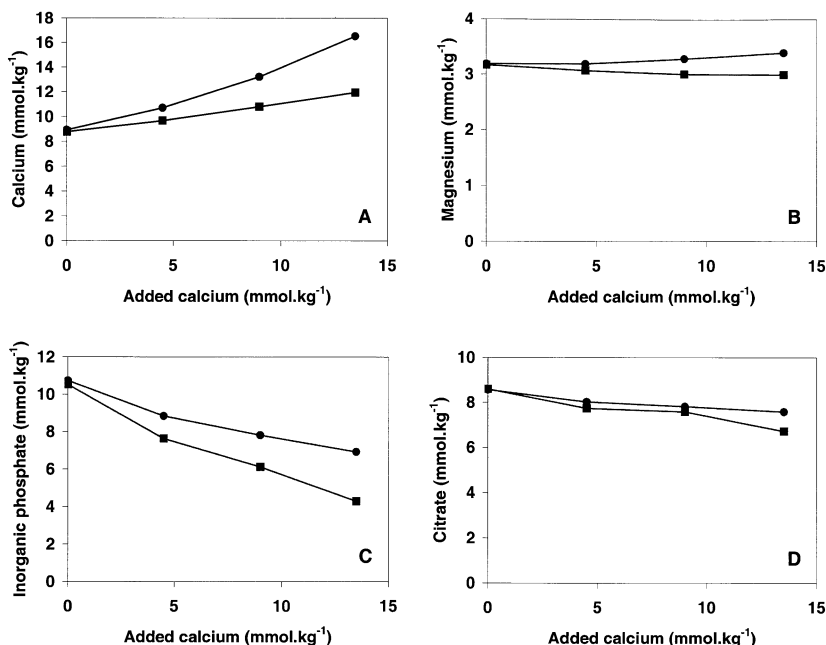 Calcium (mmol.kg⁻¹)
18
16
14
12
10
8
6
4
2
0
A
0 5 10 15
Added calcium (mmol.kg⁻¹)
Magnesium (mmol.kg⁻¹)
4
3
2
1
0
B
0 5 10 15
Added calcium (mmol.kg⁻¹)
Inorganic phosphate (mmol.kg⁻¹)
12
10
8
6
4
2
0
C
0 5 10 15
Added calcium (mmol.kg⁻¹)
Citrate (mmol.kg⁻¹)
10
8
6
4
2
0
D
0 5 10 15
Added calcium (mmol.kg⁻¹)